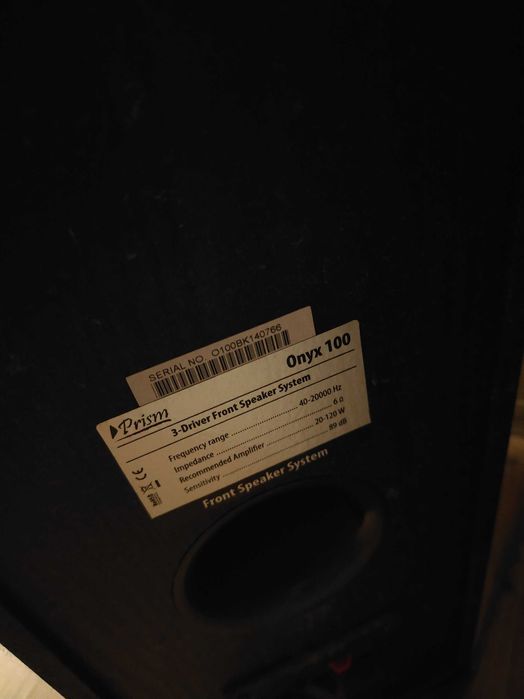 SERIAL NO. O100BK140766
Prism
Onyx 100
3-Driver Front Speaker System
Frequency range .................... 40-20000 Hz
Impedance .................... 6 Ω
Recommended Amplifier .................... 20-120 W
Sensitivity .................... 89 dB
CE
Front Speaker System